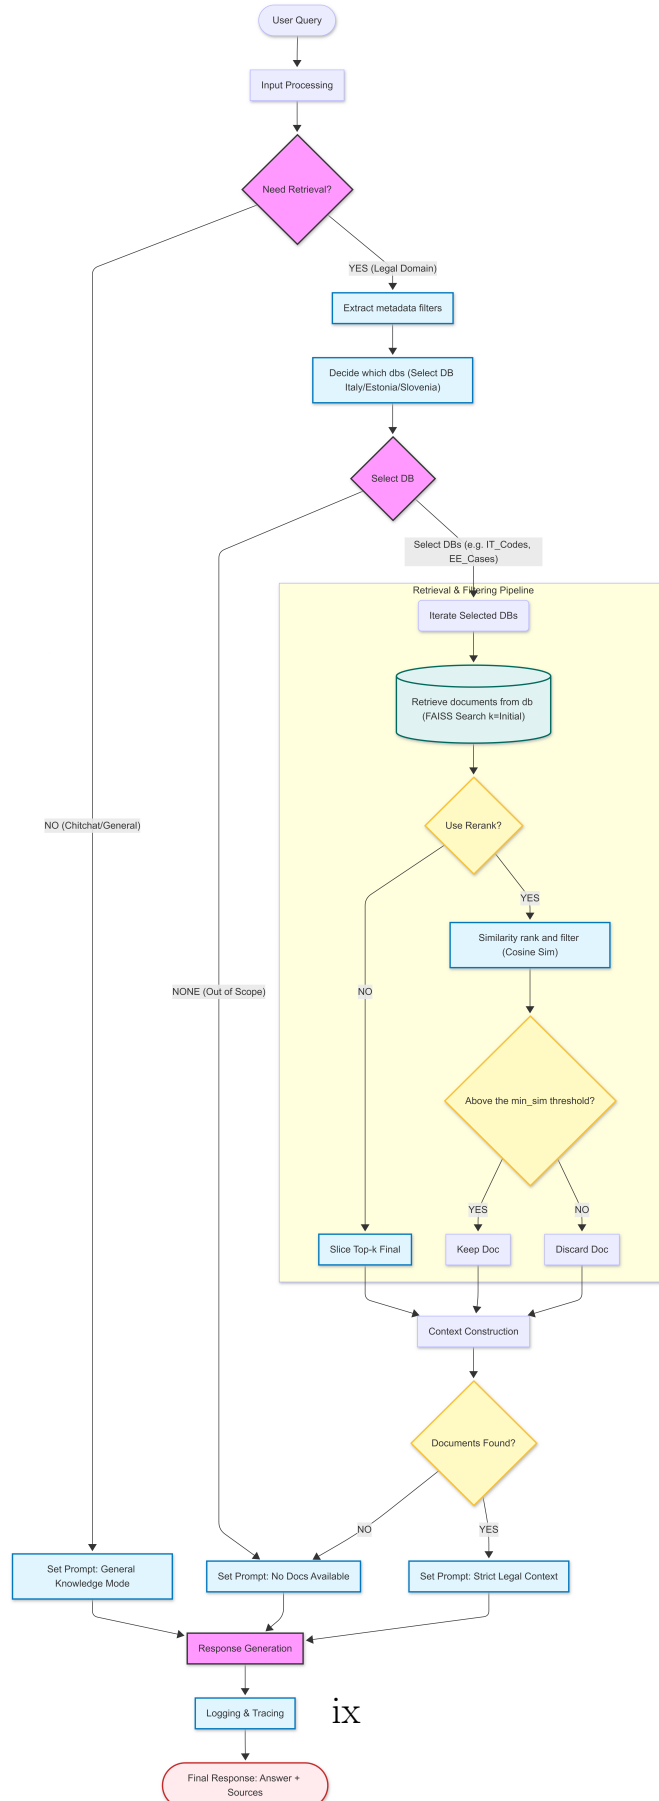 User Query
Input Processing
Need Retrieval?
YES (Legal Domain)
Extract metadata filters
Decide which dbs (Select DB
Italy/Estonia/Slovenia)
Select DB
Select DBs (e.g. IT_Codes,
EE_Cases)
Retrieval & Filtering Pipeline
Iterate Selected DBs
Retrieve documents from db
(FAISS Search k=Initial)
Use Rerank?
NO (Chitchat/General)
YES
Similarity rank and filter
(Cosine Sim)
NONE (Out of Scope)
NO
Above the min_sim threshold?
YES
NO
Slice Top-k Final
Keep Doc
Discard Doc
Context Construction
Documents Found?
NO
YES
Set Prompt: General
Knowledge Mode
Set Prompt: No Docs Available
Set Prompt: Strict Legal Context
Response Generation
Logging & Tracing
ix
Final Response: Answer +
Sources